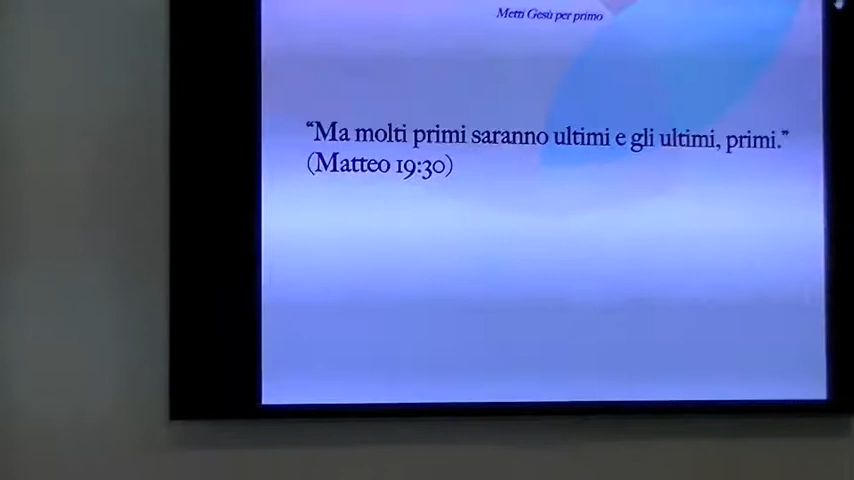 Metti Gesù per primo
“Ma molti primi saranno ultimi e gli ultimi, primi.”
(Matteo 19:30)